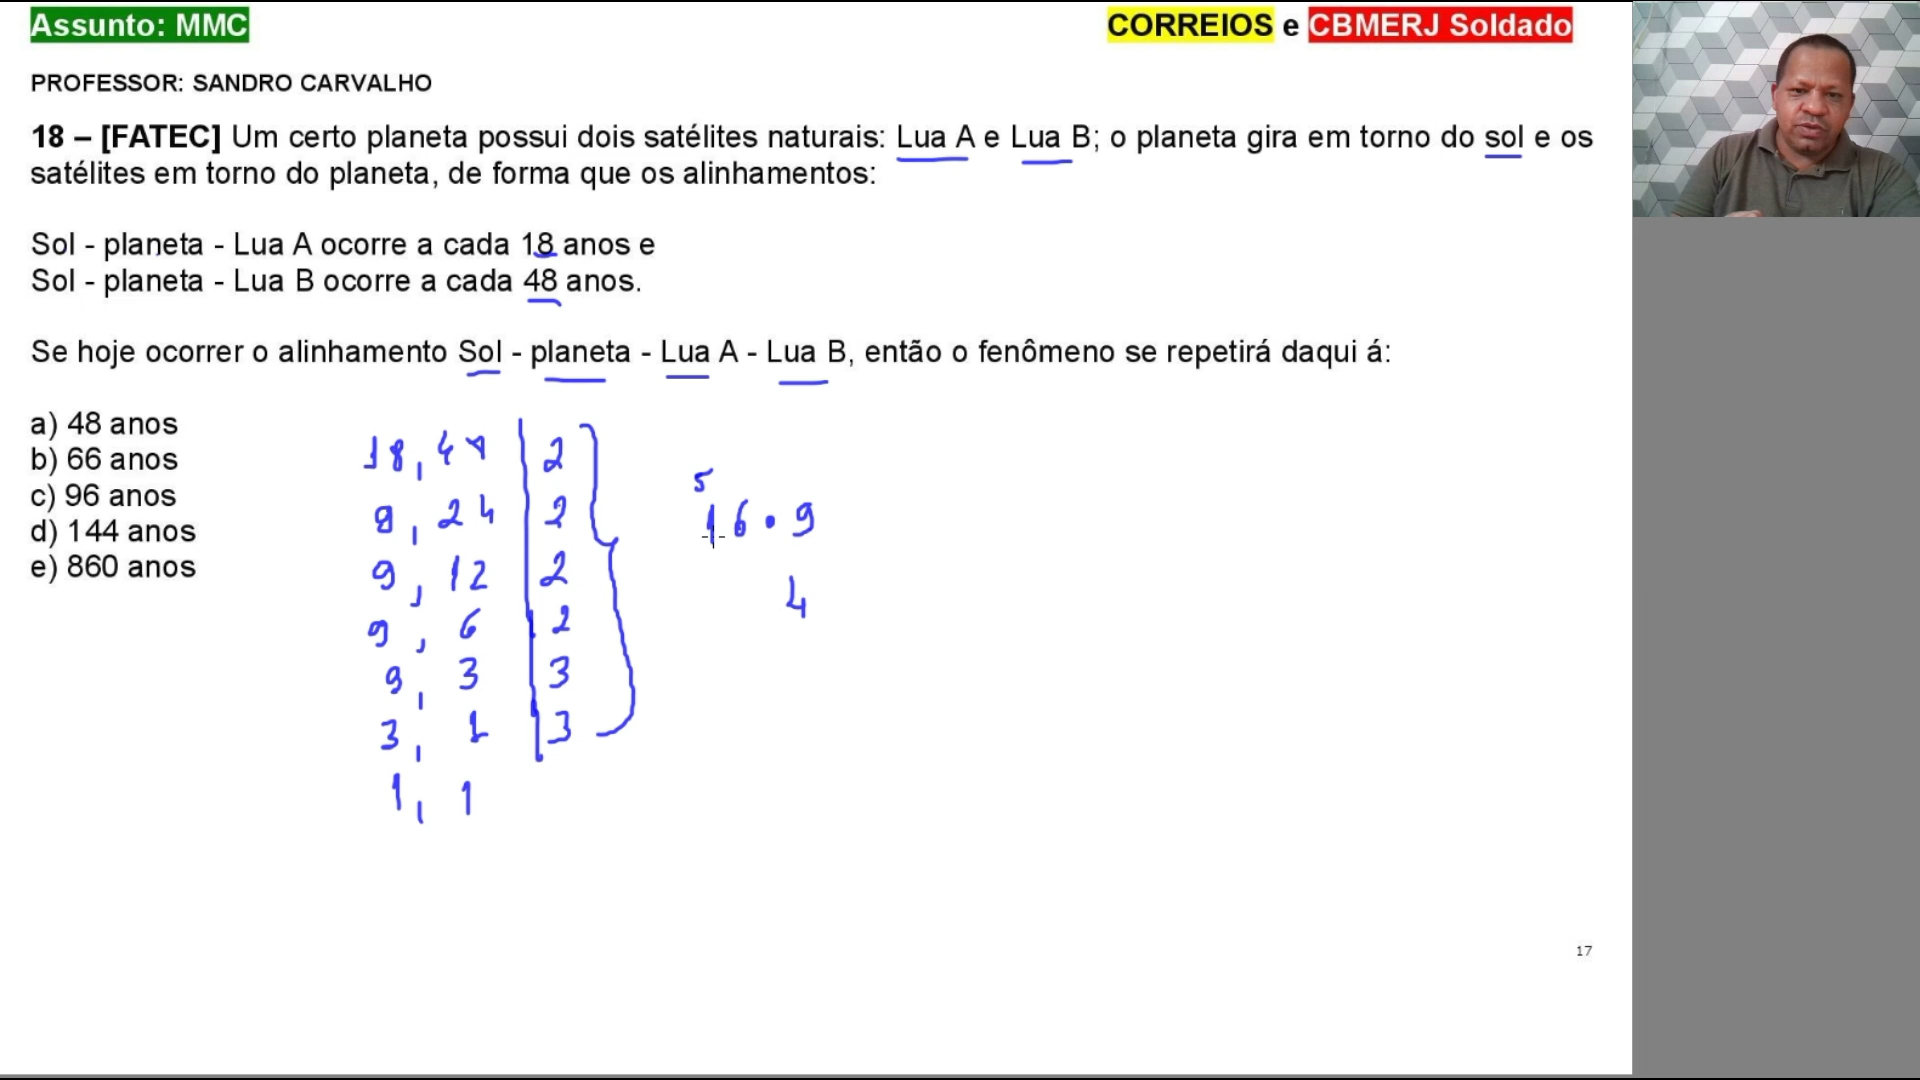 Assunto: MMC
CORREIOS e CBMERJ Soldado
PROFESSOR: SANDRO CARVALHO
18 – [FATEC] Um certo planeta possui dois satélites naturais: Lua A e Lua B; o planeta gira em torno do sol e os
satélites em torno do planeta, de forma que os alinhamentos:
Sol - planeta - Lua A ocorre a cada 18 anos e
Sol - planeta - Lua B ocorre a cada 48 anos.
Se hoje ocorrer o alinhamento Sol - planeta - Lua A - Lua B, então o fenômeno se repetirá daqui á:
a) 48 anos
b) 66 anos
c) 96 anos
d) 144 anos
e) 860 anos
18, 48 | 2
9, 24 | 2
9, 12 | 2
9, 6 | 2
9, 3 | 3
3, 1 | 3
1, 1
5
16 • 9
4
17